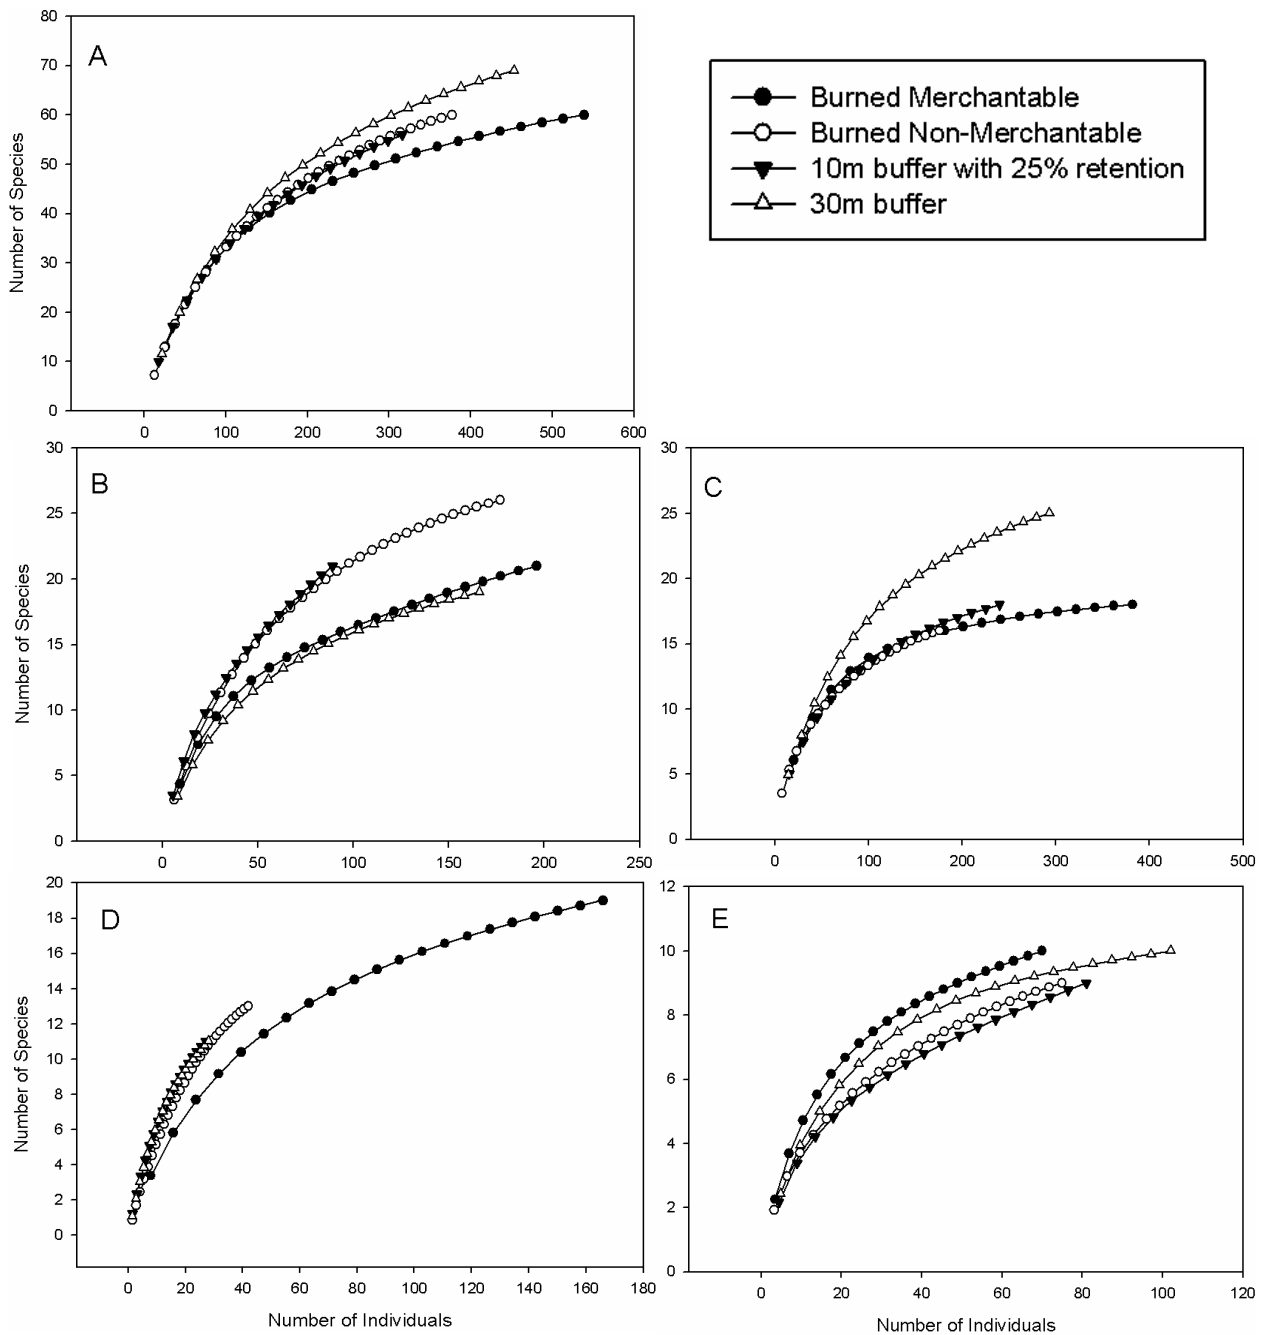 80
70
60
50
40
30
20
10
0
Number of Species
A
0 100 200 300 400 500 600
Burned Merchantable
Burned Non-Merchantable
10m buffer with 25% retention
30m buffer
30
25
20
15
10
5
0
Number of Species
B
0 50 100 150 200 250
30
25
20
15
10
5
0
C
0 100 200 300 400 500
20
18
16
14
12
10
8
6
4
2
0
Number of Species
D
0 20 40 60 80 100 120 140 160 180
Number of Individuals
12
10
8
6
4
2
0
E
0 20 40 60 80 100 120
Number of Individuals